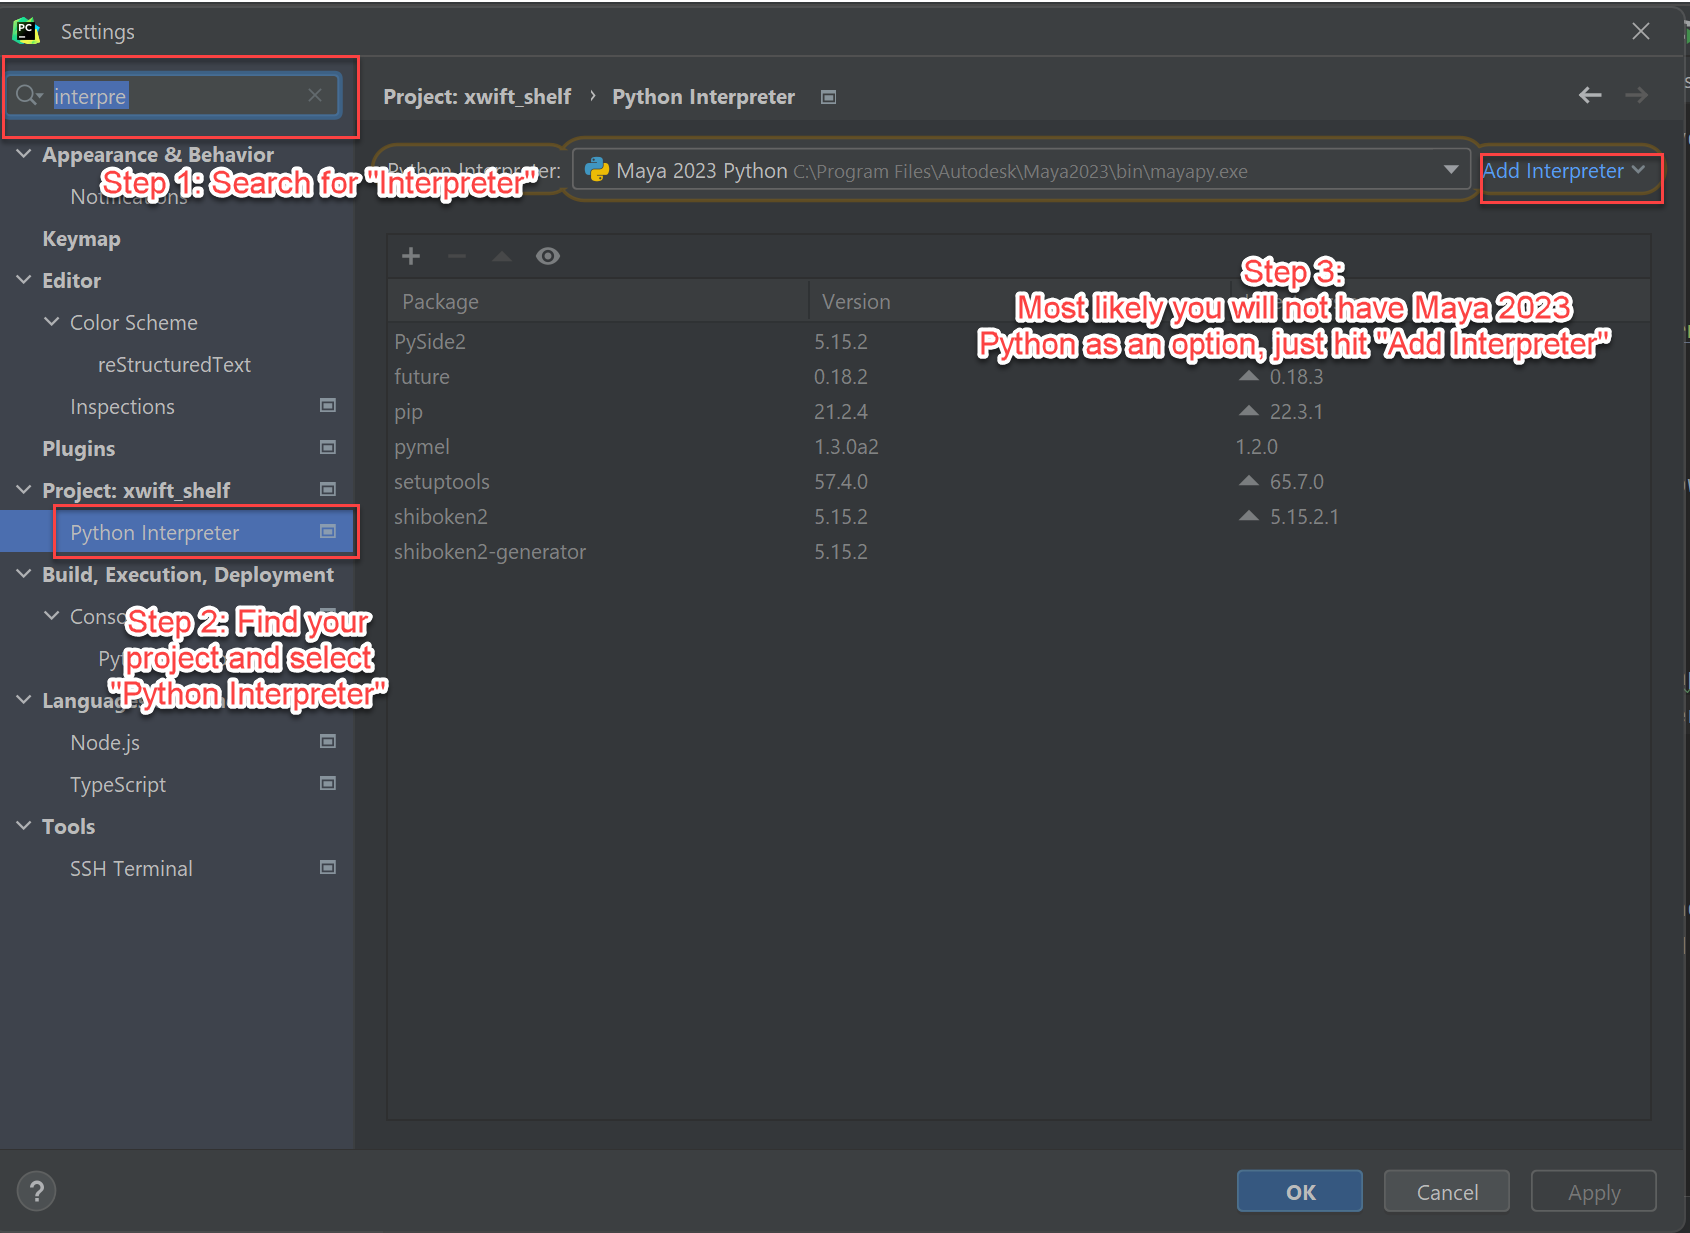 PC
Settings
interpre
Project: xwift_shelf › Python Interpreter
Appearance & Behavior
Python Interpreter:
Maya 2023 Python C:\Program Files\Autodesk\Maya2023\bin\mayapy.exe
Add Interpreter
Step 1: Search for "Interpreter"
Notifications
Keymap
Editor
Color Scheme
reStructuredText
Inspections
Plugins
Project: xwift_shelf
Python Interpreter
Build, Execution, Deployment
Step 2: Find your
project and select
"Python Interpreter"
Node.js
TypeScript
Tools
SSH Terminal
Step 3:
Most likely you will not have Maya 2023
Python as an option, just hit "Add Interpreter"
Package Version
PySide2 5.15.2
future 0.18.2 0.18.3
pip 21.2.4 22.3.1
pymel 1.3.0a2 1.2.0
setuptools 57.4.0 65.7.0
shiboken2 5.15.2 5.15.2.1
shiboken2-generator 5.15.2
?
OK
Cancel
Apply